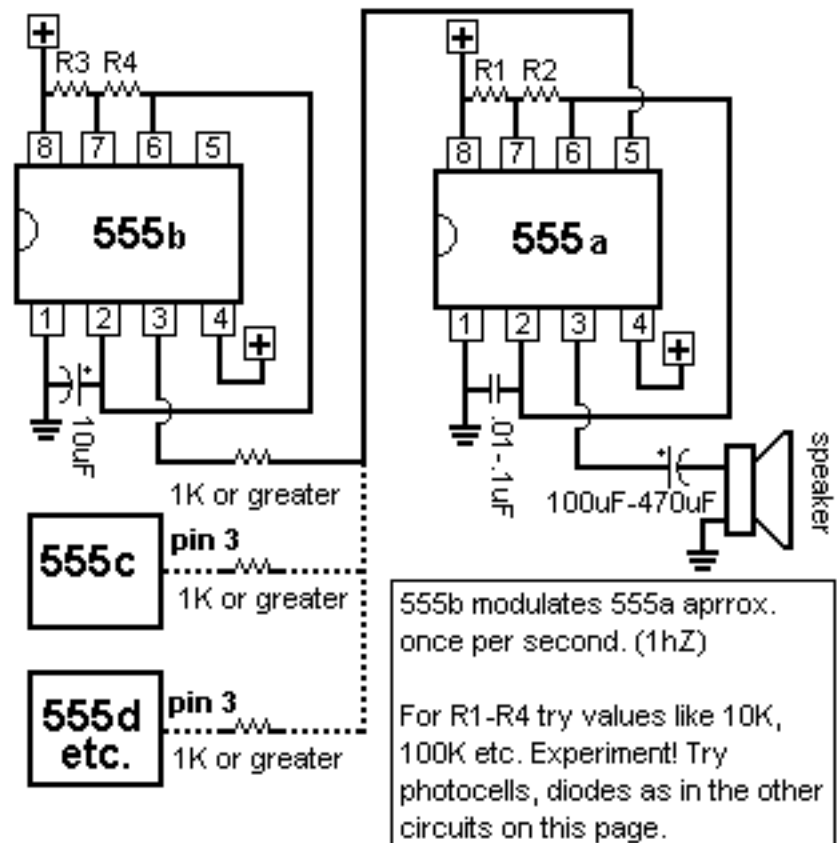 +
+
R3 R4
R1 R2
8 7 6 5
8 7 6 5
555b
555a
1 2 3 4
1 2 3 4
+
+
10uF
.01-.1uF
speaker
1K or greater
100uF-470uF
555c
pin 3
1K or greater
555d
etc.
pin 3
1K or greater
555b modulates 555a aprrox.
once per second. (1hZ)
For R1-R4 try values like 10K,
100K etc. Experiment! Try
photocells, diodes as in the other
circuits on this page.